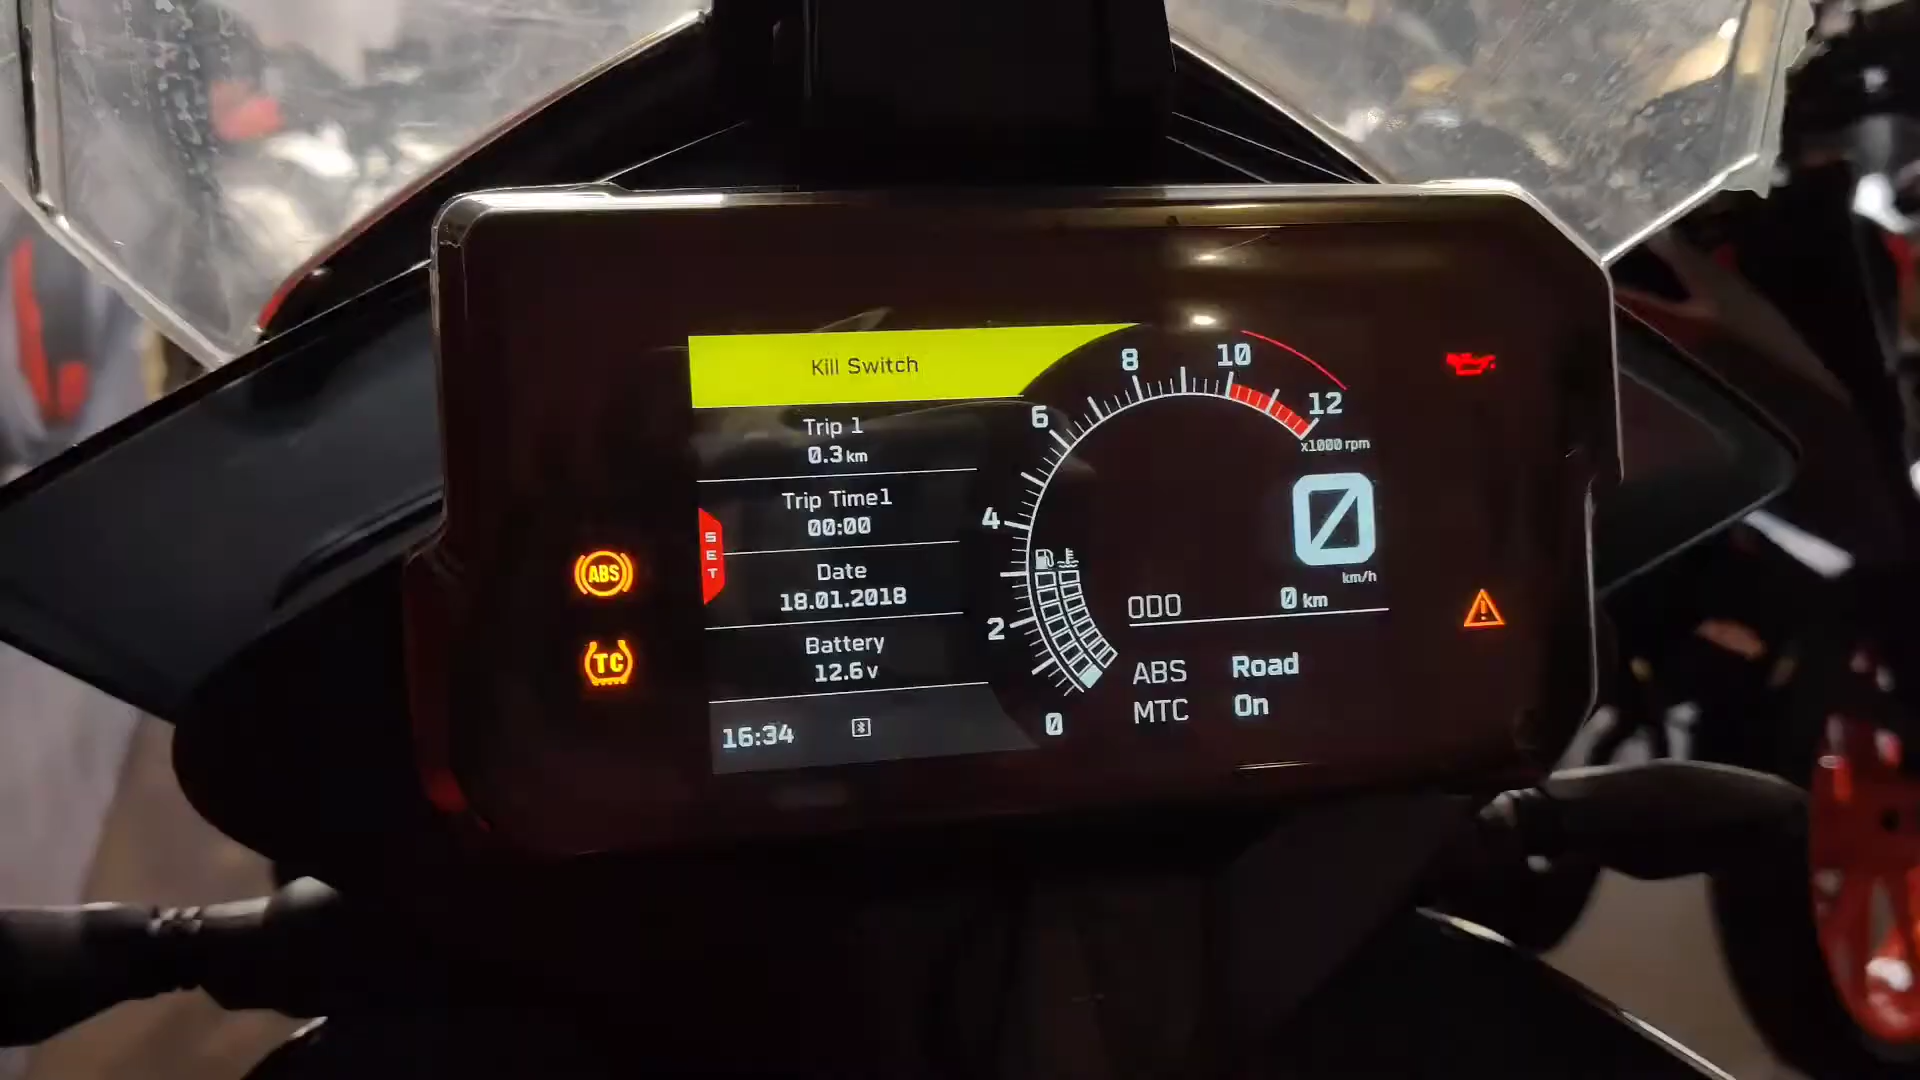 Kill Switch
Trip 1
0.3 km
Trip Time1
00:00
SET
Date
18.01.2018
Battery
12.6 v
16:34
0
2
4
6
8
10
12
x1000 rpm
0
km/h
ODO 0 km
ABS Road
MTC On
ABS
TC